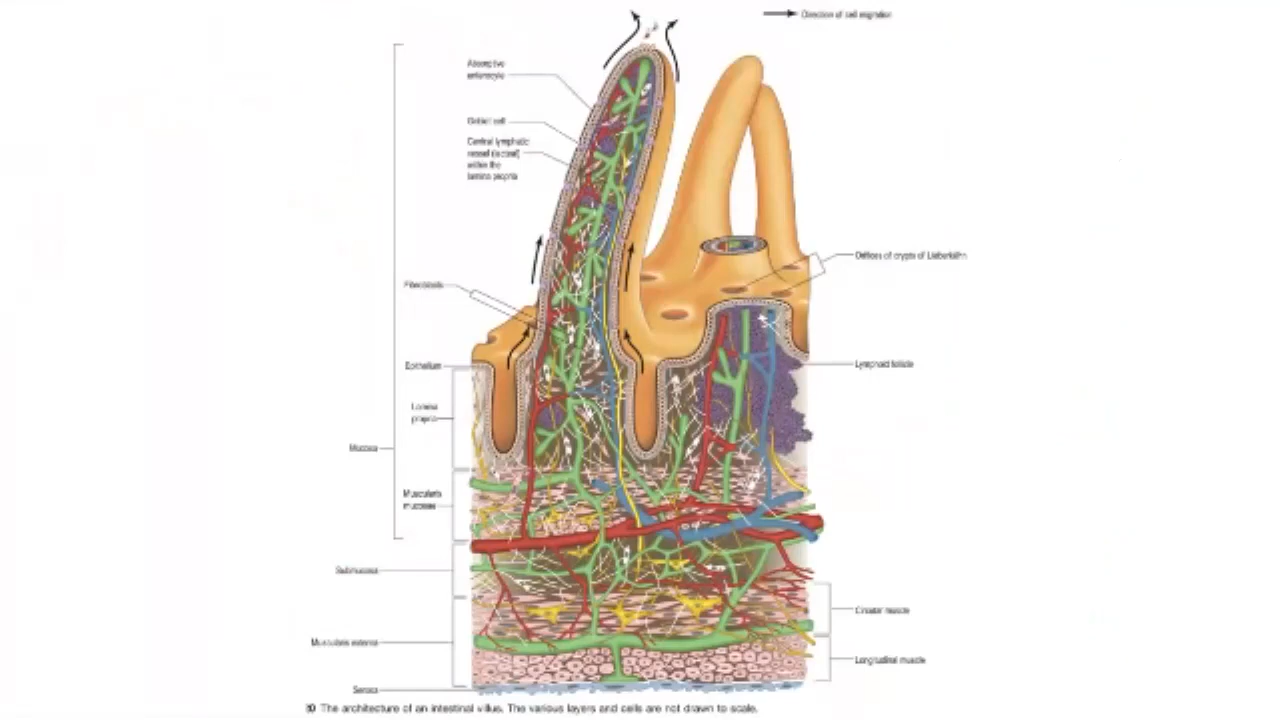 Direction of cell migration
Absorptive
enterocyte
Goblet cell
Central lymphatic
vessel (lacteal)
within the
lamina propria
Orifices of crypts of Lieberkühn
Fibroblasts
Epithelium
Lymphoid follicle
Lamina
propria
Mucosa
Muscularis
mucosae
Submucosa
Circular muscle
Muscularis externa
Longitudinal muscle
Serosa
The architecture of an intestinal villus. The various layers and cells are not drawn to scale.